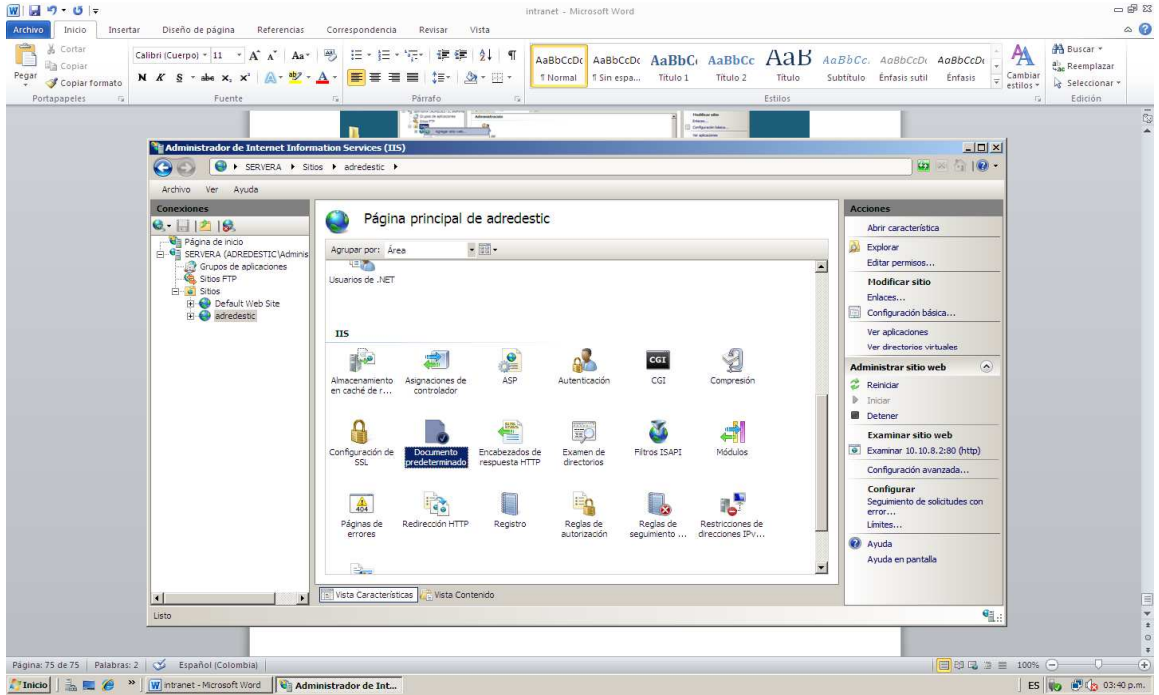 intranet - Microsoft Word
Archivo Inicio Insertar Diseño de página Referencias Correspondencia Revisar Vista
Pegar
Cortar
Copiar
Copiar formato
Portapapeles
Calibri (Cuerpo) 11
N K S abc x, x²
Fuente
Párrafo
AaBbCcDc AaBbCcDc AaBbC AaBbCc AaB AaBbCc. AaBbCcDt AaBbCcDt
¶ Normal ¶ Sin espa... Título 1 Título 2 Título Subtítulo Énfasis sutil Énfasis
Cambiar estilos
Estilos
Buscar
Reemplazar
Seleccionar
Edición
Administrador de Internet Information Services (IIS)
SERVERA Sitios adredestic
Archivo Ver Ayuda
Conexiones
Página de inicio
SERVERA (ADREDESTIC\Adminis
Grupos de aplicaciones
Sitios FTP
Sitios
Default Web Site
adredestic
Página principal de adredestic
Agrupar por: Área
Usuarios de .NET
IIS
Almacenamiento en caché de r...
Asignaciones de controlador
ASP
Autenticación
CGI
CGI
Compresión
Configuración de SSL
Documento predeterminado
Encabezados de respuesta HTTP
Examen de directorios
Filtros ISAPI
Módulos
404
Páginas de errores
Redirección HTTP
Registro
Reglas de autorización
Reglas de seguimiento ...
Restricciones de direcciones IPv...
Vista Características Vista Contenido
Acciones
Abrir característica
Explorar
Editar permisos...
Modificar sitio
Enlaces...
Configuración básica...
Ver aplicaciones
Ver directorios virtuales
Administrar sitio web
Reiniciar
Iniciar
Detener
Examinar sitio web
Examinar 10.10.8.2:80 (http)
Configuración avanzada...
Configurar
Seguimiento de solicitudes con error...
Límites...
Ayuda
Ayuda en pantalla
Listo
Página: 75 de 75 Palabras: 2 Español (Colombia) 100%
Inicio intranet - Microsoft Word Administrador de Int... ES 03:40 p.m.